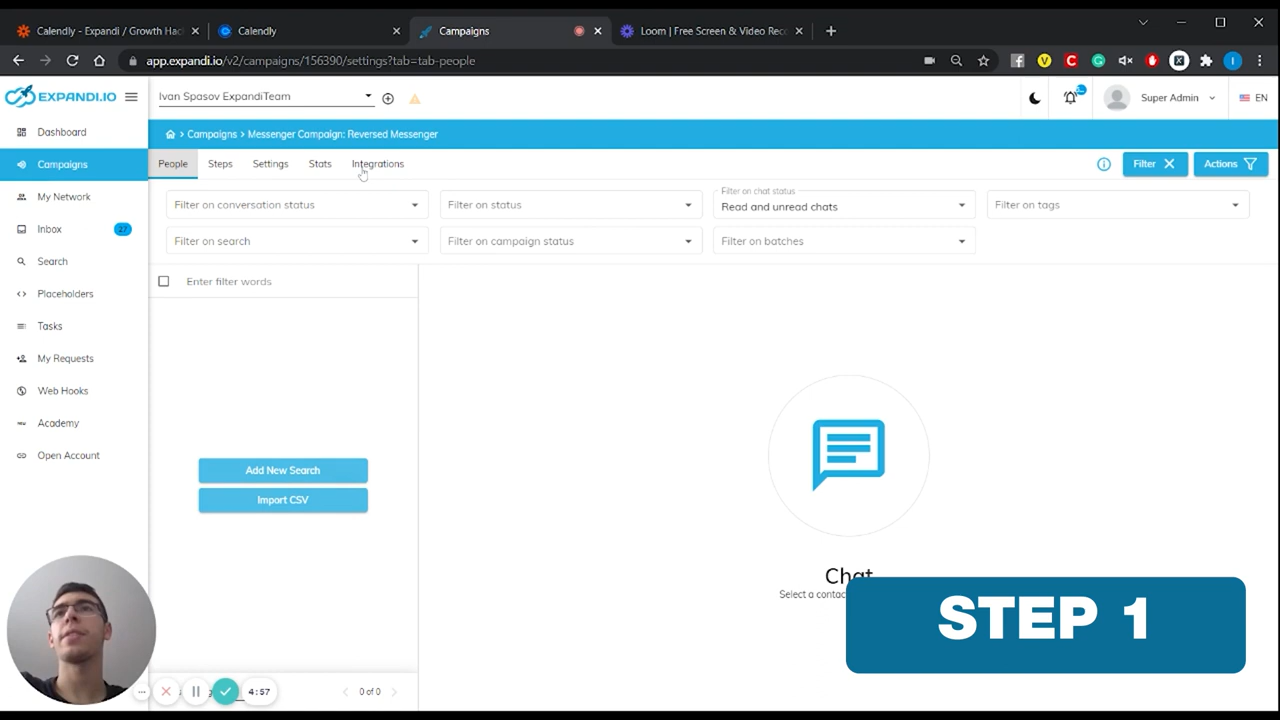 Calendly - Expandi / Growth Hac
Calendly
Campaigns
Loom | Free Screen & Video Rec
app.expandi.io/v2/campaigns/156390/settings?tab=tab-people
EXPANDI.IO
Ivan Spasov ExpandiTeam
Super Admin
EN
Dashboard
Campaigns
My Network
Inbox
27
Search
Placeholders
Tasks
My Requests
Web Hooks
Academy
Open Account
Campaigns > Messenger Campaign: Reversed Messenger
People
Steps
Settings
Stats
Integrations
Filter
Actions
Filter on conversation status
Filter on status
Filter on chat status
Read and unread chats
Filter on tags
Filter on search
Filter on campaign status
Filter on batches
Enter filter words
Add New Search
Import CSV
Chat
Select a contac
STEP 1
4:57
0 of 0